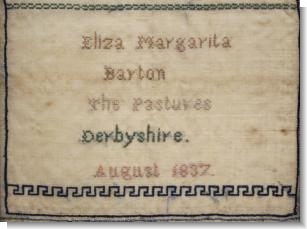 Eliza Margarita
Barton
The Pastures
Derbyshire.
August 1837.